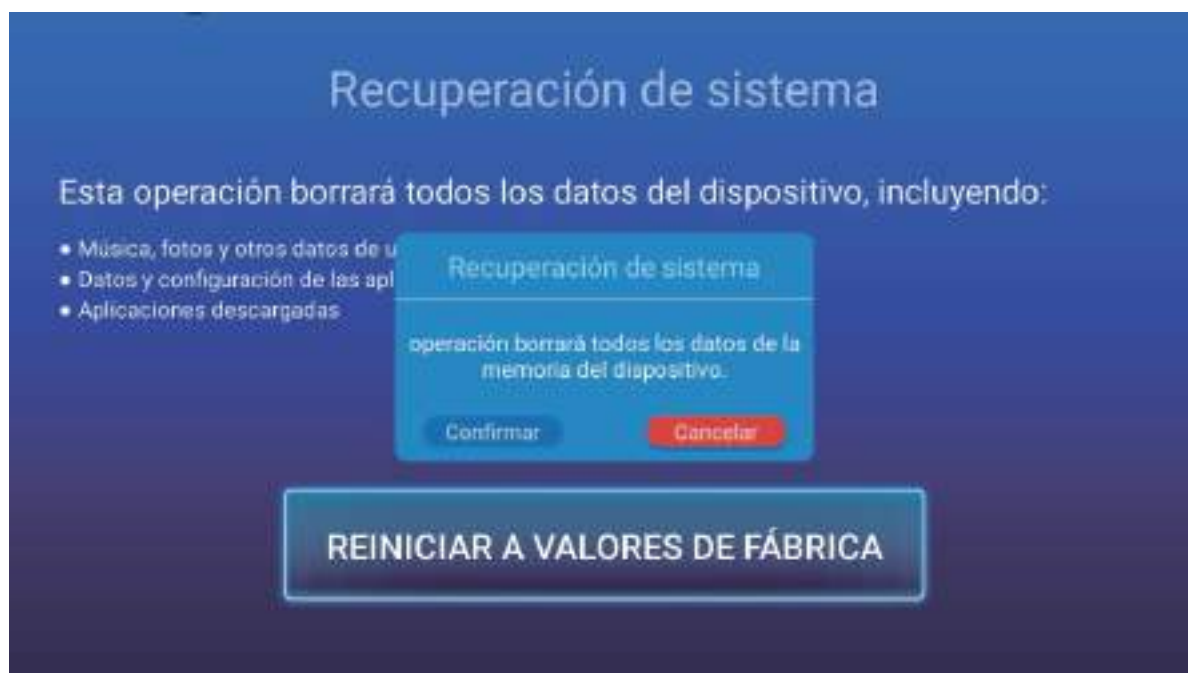 Recuperación de sistema
Esta operación borrará todos los datos del dispositivo, incluyendo:
• Música, fotos y otros datos de u
• Datos y configuración de las apl
• Aplicaciones descargadas
Recuperación de sistema
operación borrará todos los datos de la
memoria del dispositivo.
Confirmar
Cancelar
REINICIAR A VALORES DE FÁBRICA